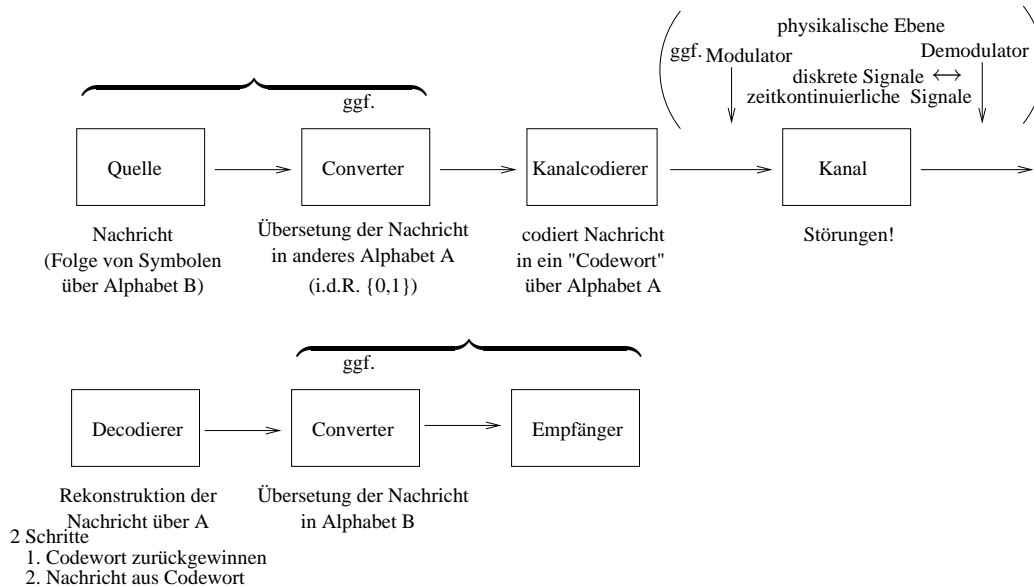 physikalische Ebene
ggf. Modulator
Demodulator
diskrete Signale ↔
zeitkontinuierliche Signale
ggf.
Quelle
Converter
Kanalcodierer
Kanal
Nachricht
(Folge von Symbolen
über Alphabet B)
Übersetung der Nachricht
in anderes Alphabet A
(i.d.R. {0,1})
codiert Nachricht
in ein "Codewort"
über Alphabet A
Störungen!
ggf.
Decodierer
Converter
Empfänger
Rekonstruktion der
Nachricht über A
Übersetung der Nachricht
in Alphabet B
2 Schritte
1. Codewort zurückgewinnen
2. Nachricht aus Codewort